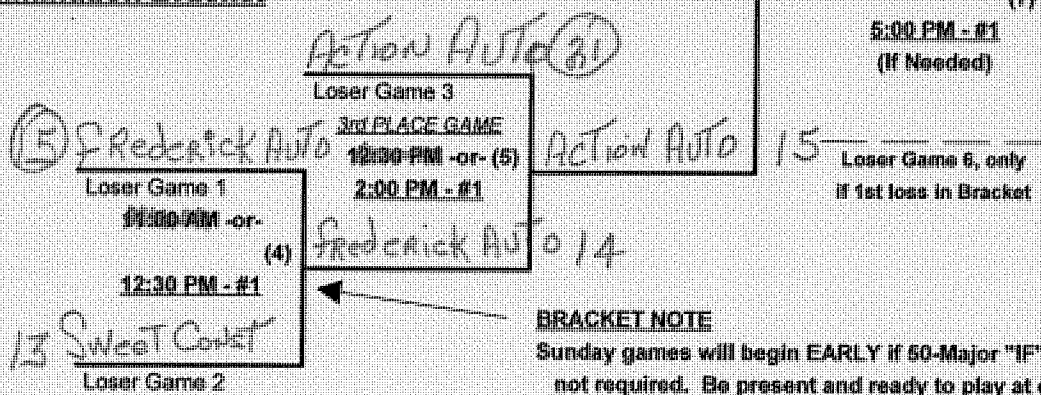 5:00 PM - #1
(If Needed)
ACTION AUTO 21
Loser Game 3
15 FRedeRick AUTO
3rd PLACE GAME
12:30 PM -or- (5)
2:00 PM - #1
ACTION AUTO 15
Loser Game 6, only
if 1st loss in Bracket
Loser Game 1
11:00 AM -or-
(4)
12:30 PM - #1
FRedeRick AUTO 14
13 Sweet
Loser Game 2
BRACKET NOTE
Sunday games will begin EARLY if 50-Major "IF"
not required. Be present and ready to play at